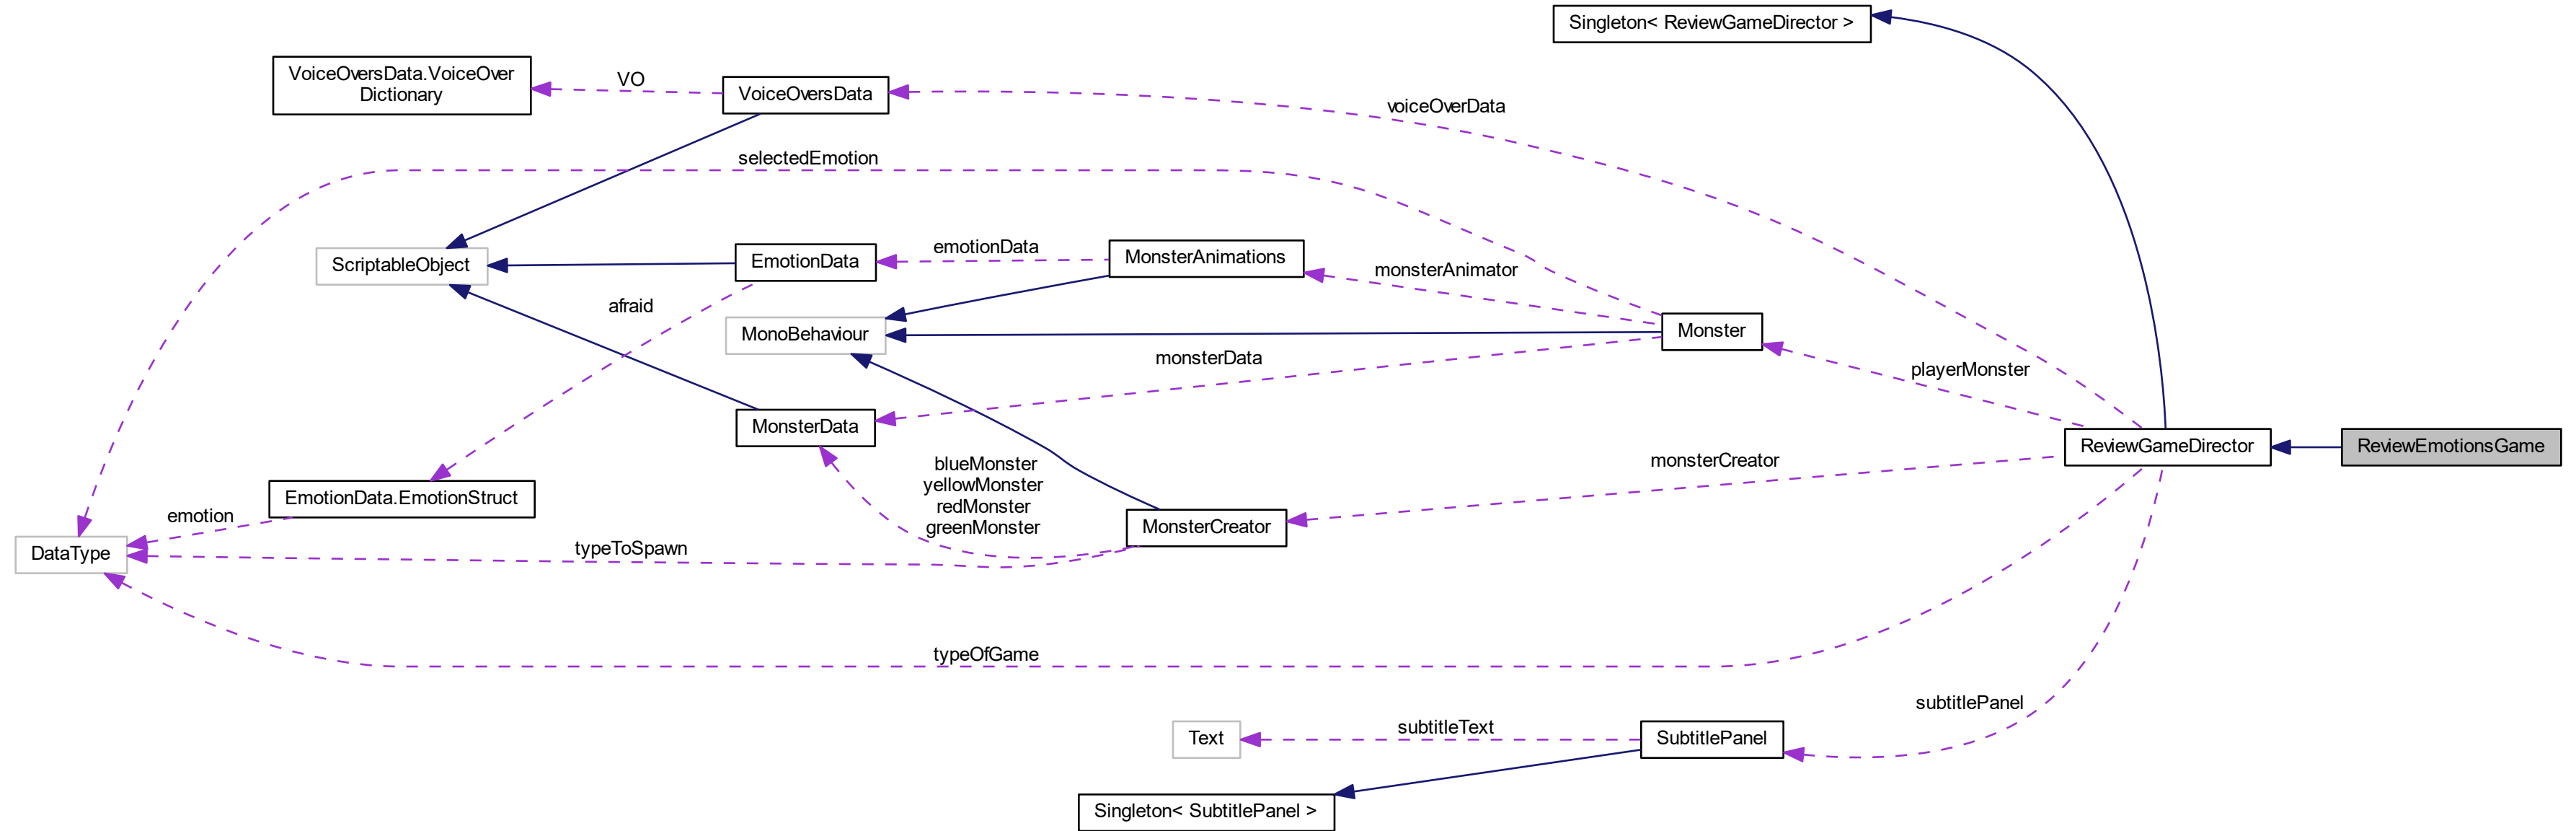 Singleton< ReviewGameDirector >
VoiceOversData.VoiceOver
Dictionary
VO
VoiceOversData
voiceOverData
selectedEmotion
ScriptableObject
EmotionData
emotionData
MonsterAnimations
monsterAnimator
afraid
MonoBehaviour
Monster
monsterData
playerMonster
MonsterData
ReviewGameDirector
ReviewEmotionsGame
blueMonster
yellowMonster
redMonster
greenMonster
monsterCreator
EmotionData.EmotionStruct
emotion
MonsterCreator
DataType
typeToSpawn
typeOfGame
subtitlePanel
Text
subtitleText
SubtitlePanel
Singleton< SubtitlePanel >